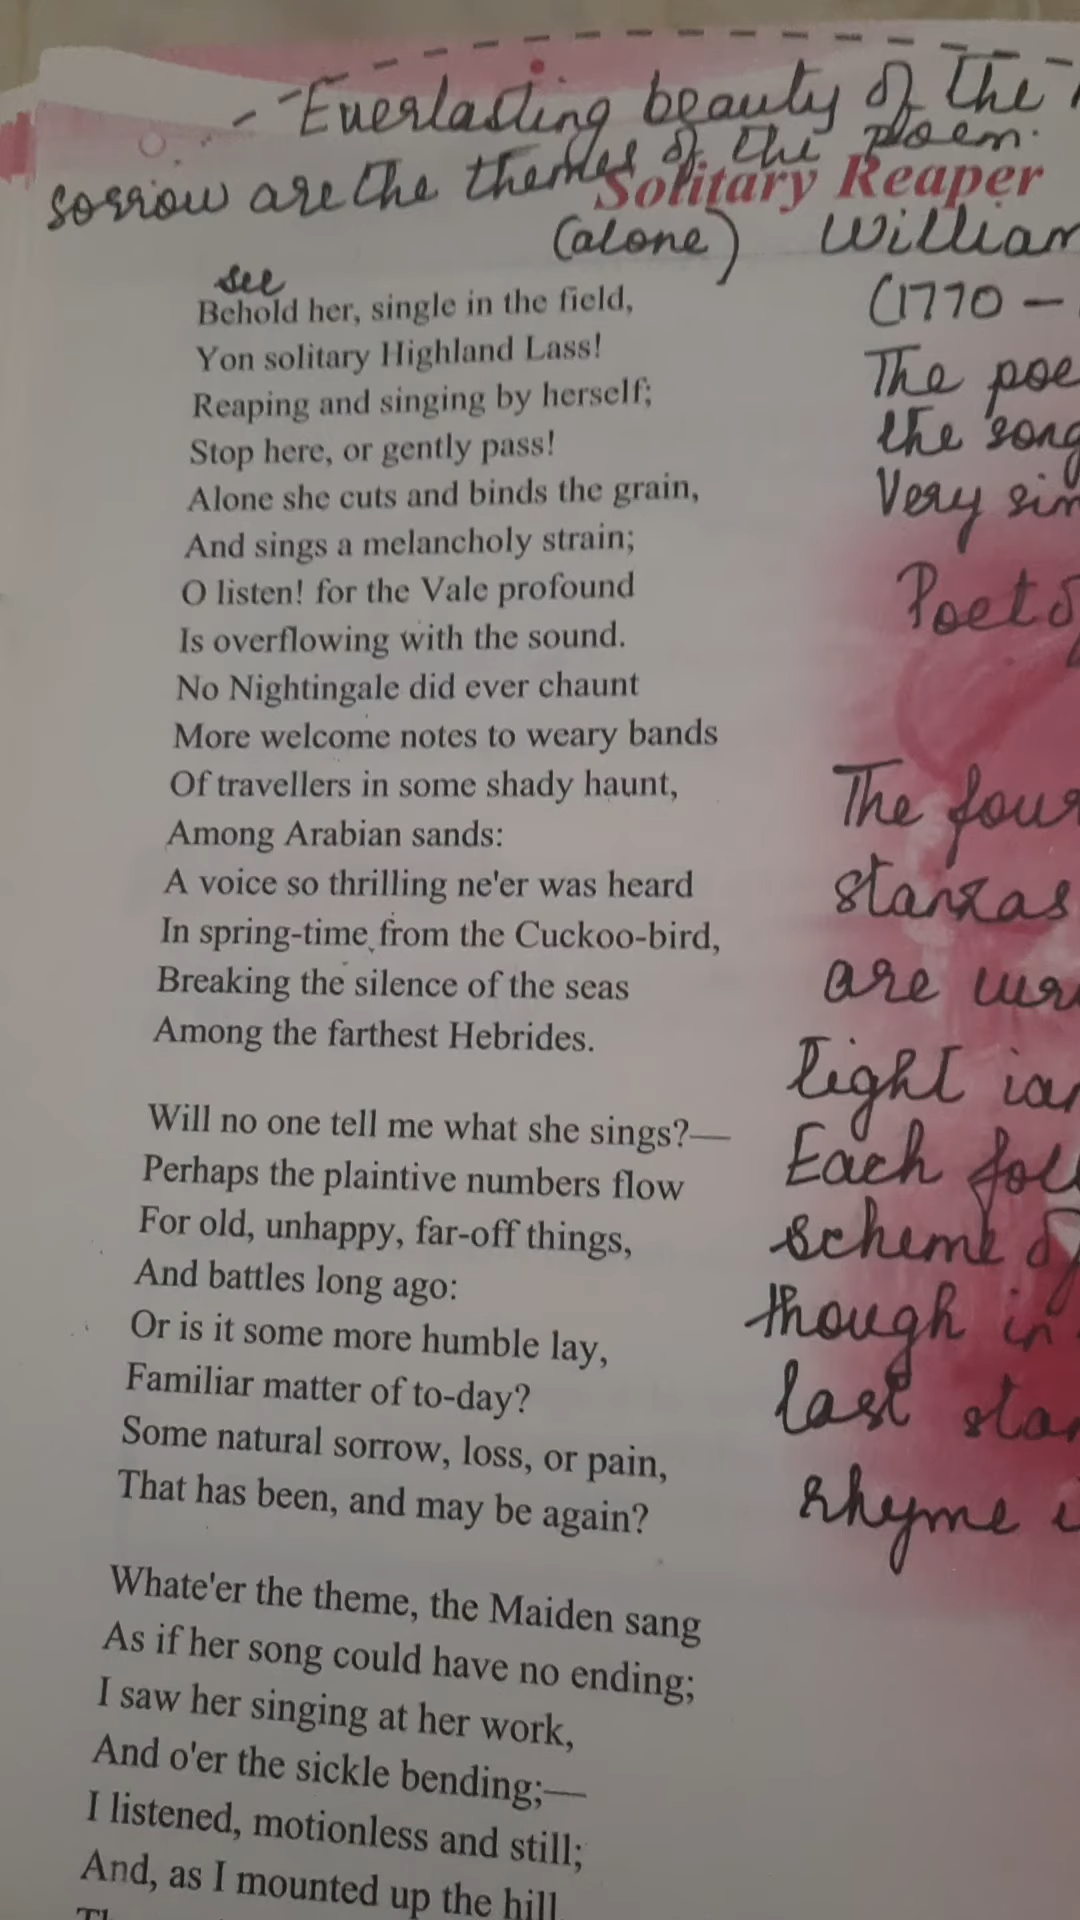 Everlasting beauty of the
sorrow are the themes of the poem.
Solitary Reaper
(alone) William
see
(1770 –
Behold her, single in the field,
Yon solitary Highland Lass!
The
Reaping and singing by herself;
the song
Stop here, or gently pass!
Very
Alone she cuts and binds the grain,
And sings a melancholy strain;
O listen! for the Vale profound
Poet
Is overflowing with the sound.
No Nightingale did ever chaunt
More welcome notes to weary bands
Of travellers in some shady haunt,
The four
Among Arabian sands:
A voice so thrilling ne'er was heard
stanzas
In spring-time from the Cuckoo-bird,
Breaking the silence of the seas
are
Among the farthest Hebrides.
tight
Will no one tell me what she sings?—
Each
Perhaps the plaintive numbers flow
For old, unhappy, far-off things,
scheme
And battles long ago:
though in
Or is it some more humble lay,
Familiar matter of to-day?
last
Some natural sorrow, loss, or pain,
That has been, and may be again?
rhyme
Whate'er the theme, the Maiden sang
As if her song could have no ending;
I saw her singing at her work,
And o'er the sickle bending;—
I listened, motionless and still;
And, as I mounted up the hill